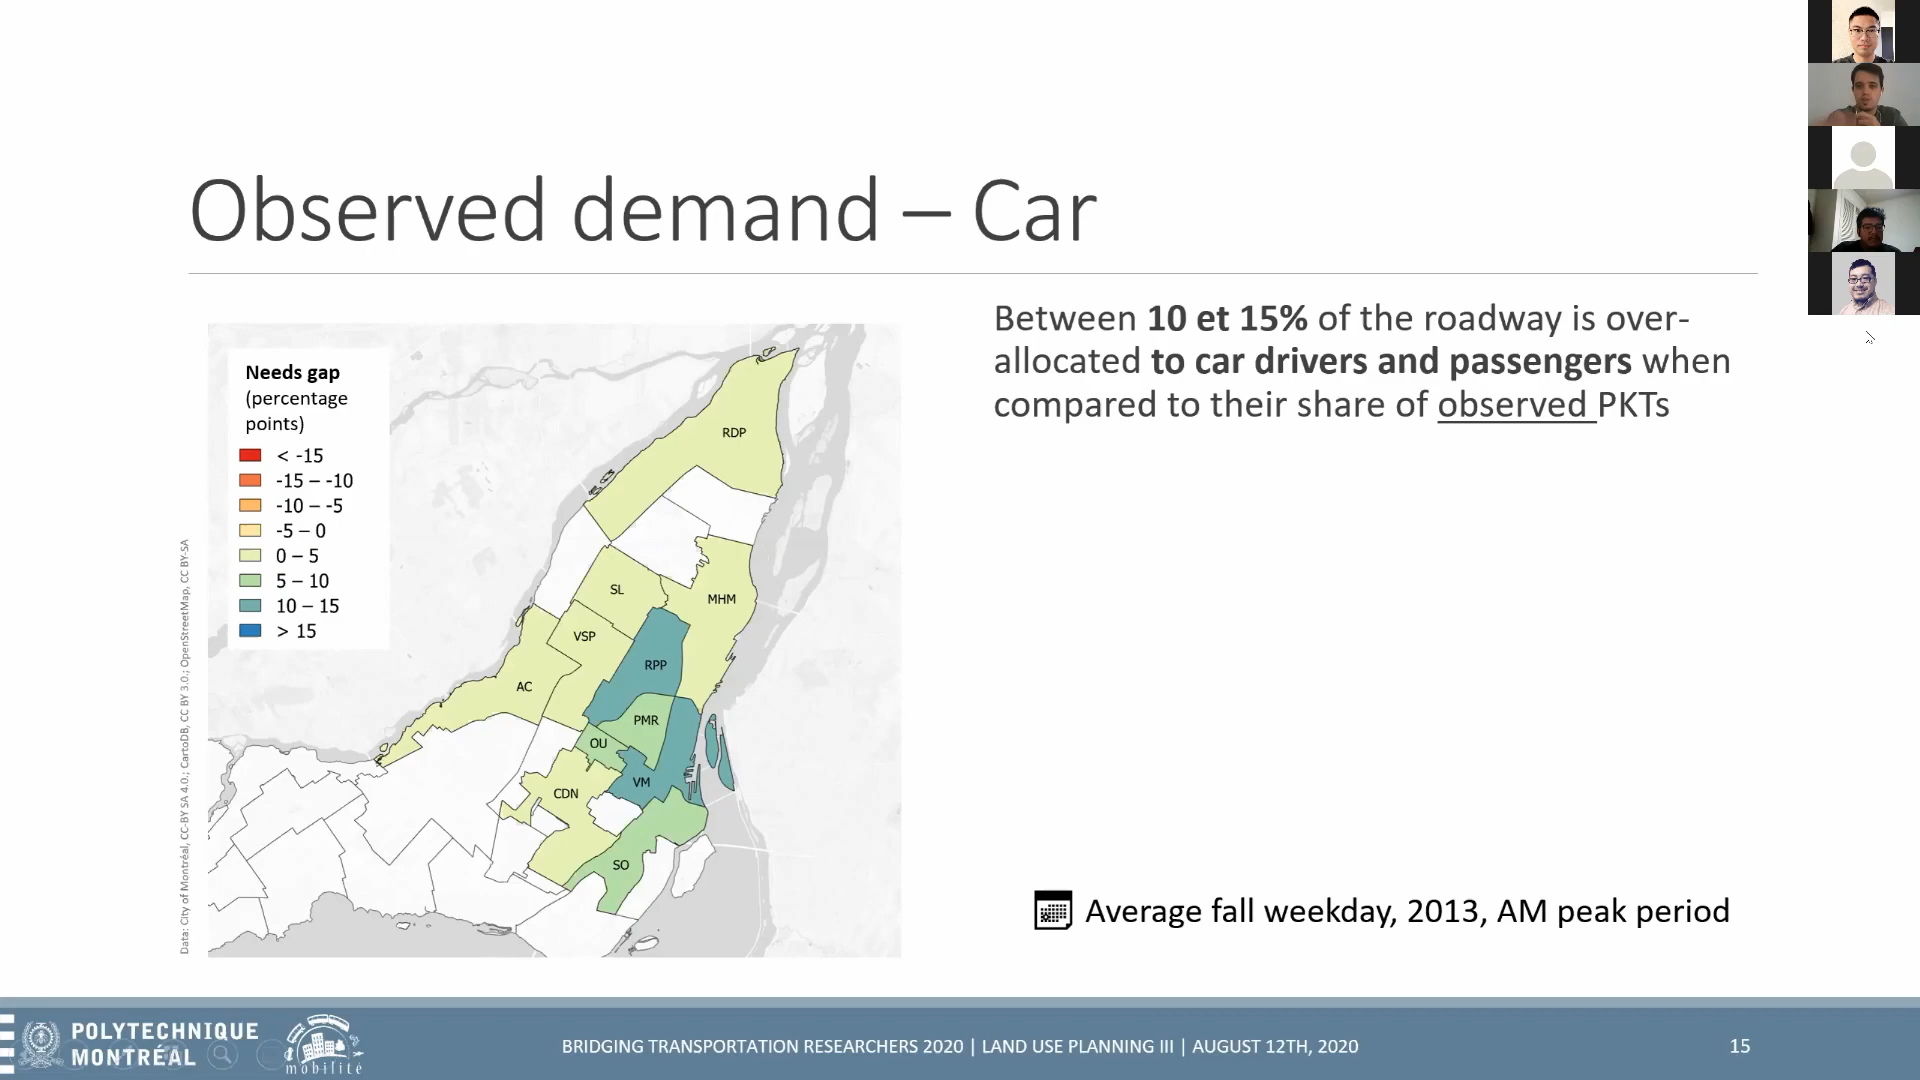 Observed demand – Car
Between 10 et 15% of the roadway is over-
allocated to car drivers and passengers when
compared to their share of observed PKTs
Needs gap
(percentage
points)
< -15
-15 – -10
-10 – -5
-5 – 0
0 – 5
5 – 10
10 – 15
> 15
RDP
SL
MHM
VSP
RPP
AC
PMR
OU
VM
CDN
SO
Data: City of Montréal, CC-BY SA 4.0.; CartoDB, CC BY 3.0.; OpenStreetMap, CC BY-SA
Average fall weekday, 2013, AM peak period
POLYTECHNIQUE
MONTRÉAL
mobilité
BRIDGING TRANSPORTATION RESEARCHERS 2020 | LAND USE PLANNING III | AUGUST 12TH, 2020
15